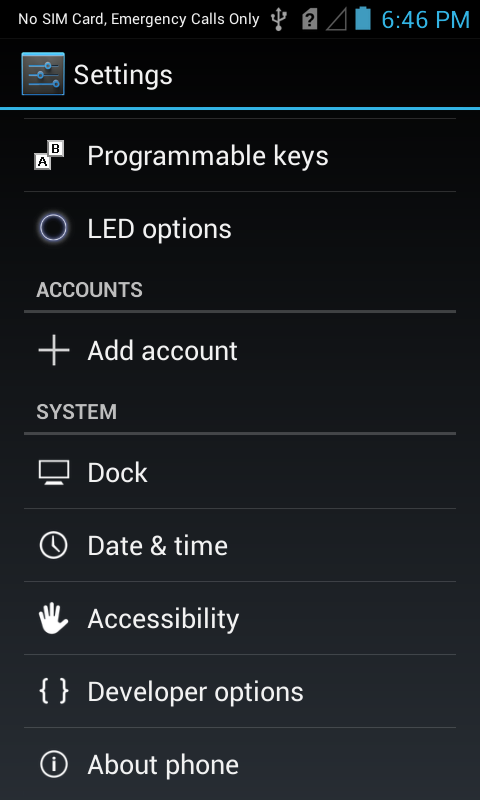 No SIM Card, Emergency Calls Only 6:46 PM
Settings
A B
Programmable keys
LED options
ACCOUNTS
Add account
SYSTEM
Dock
Date & time
Accessibility
{ } Developer options
About phone